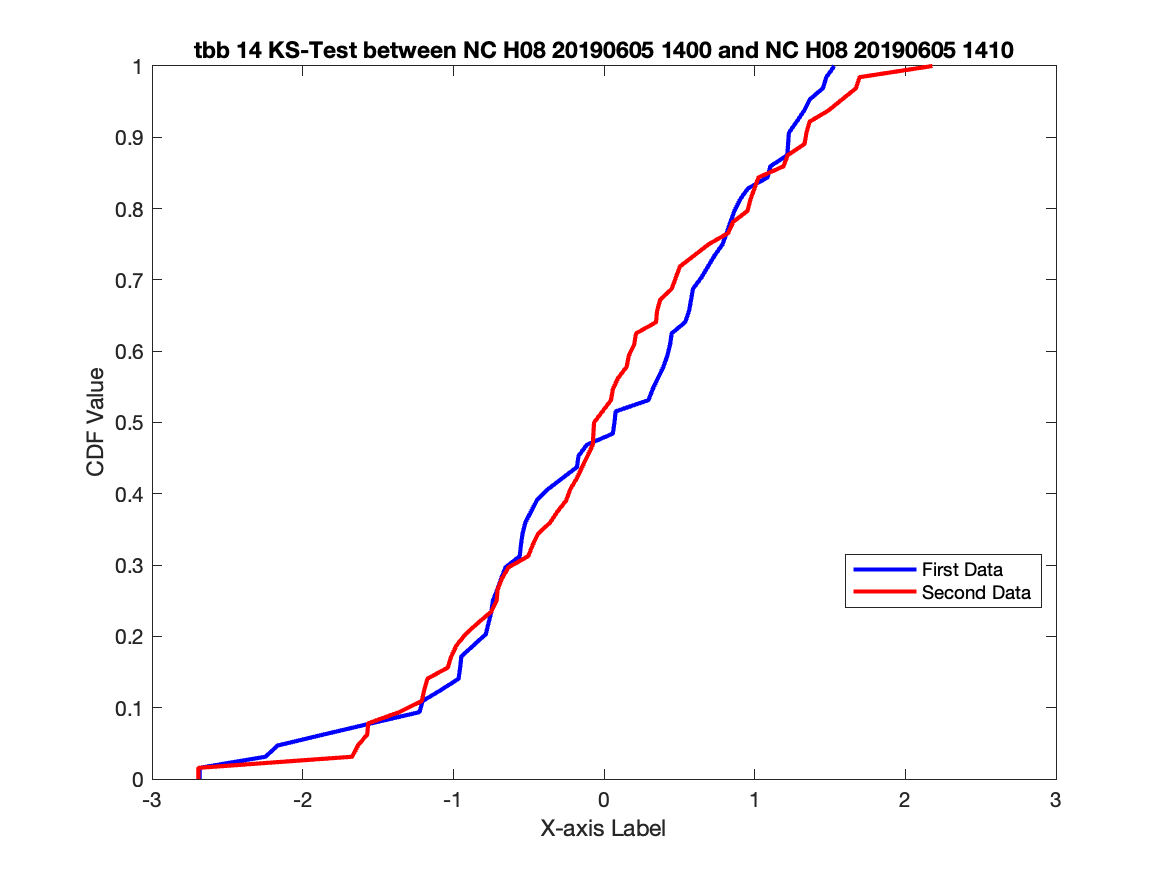 tbb 14 KS-Test between NC H08 20190605 1400 and NC H08 20190605 1410
1
0.9
0.8
0.7
0.6
0.5
0.4
0.3
0.2
0.1
0
CDF Value
First Data
Second Data
-3 -2 -1 0 1 2 3
X-axis Label